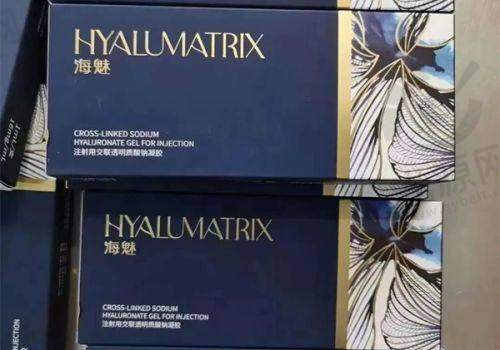 HYALUMATRIX
海魅
CROSS-LINKED SODIUM
HYALURONATE GEL FOR INJECTION
注射用交联透明质酸钠凝胶
HYALUMATRIX
海魅
CROSS-LINKED SODIUM
HYALURONATE GEL FOR INJECTION
注射用交联透明质酸钠凝胶